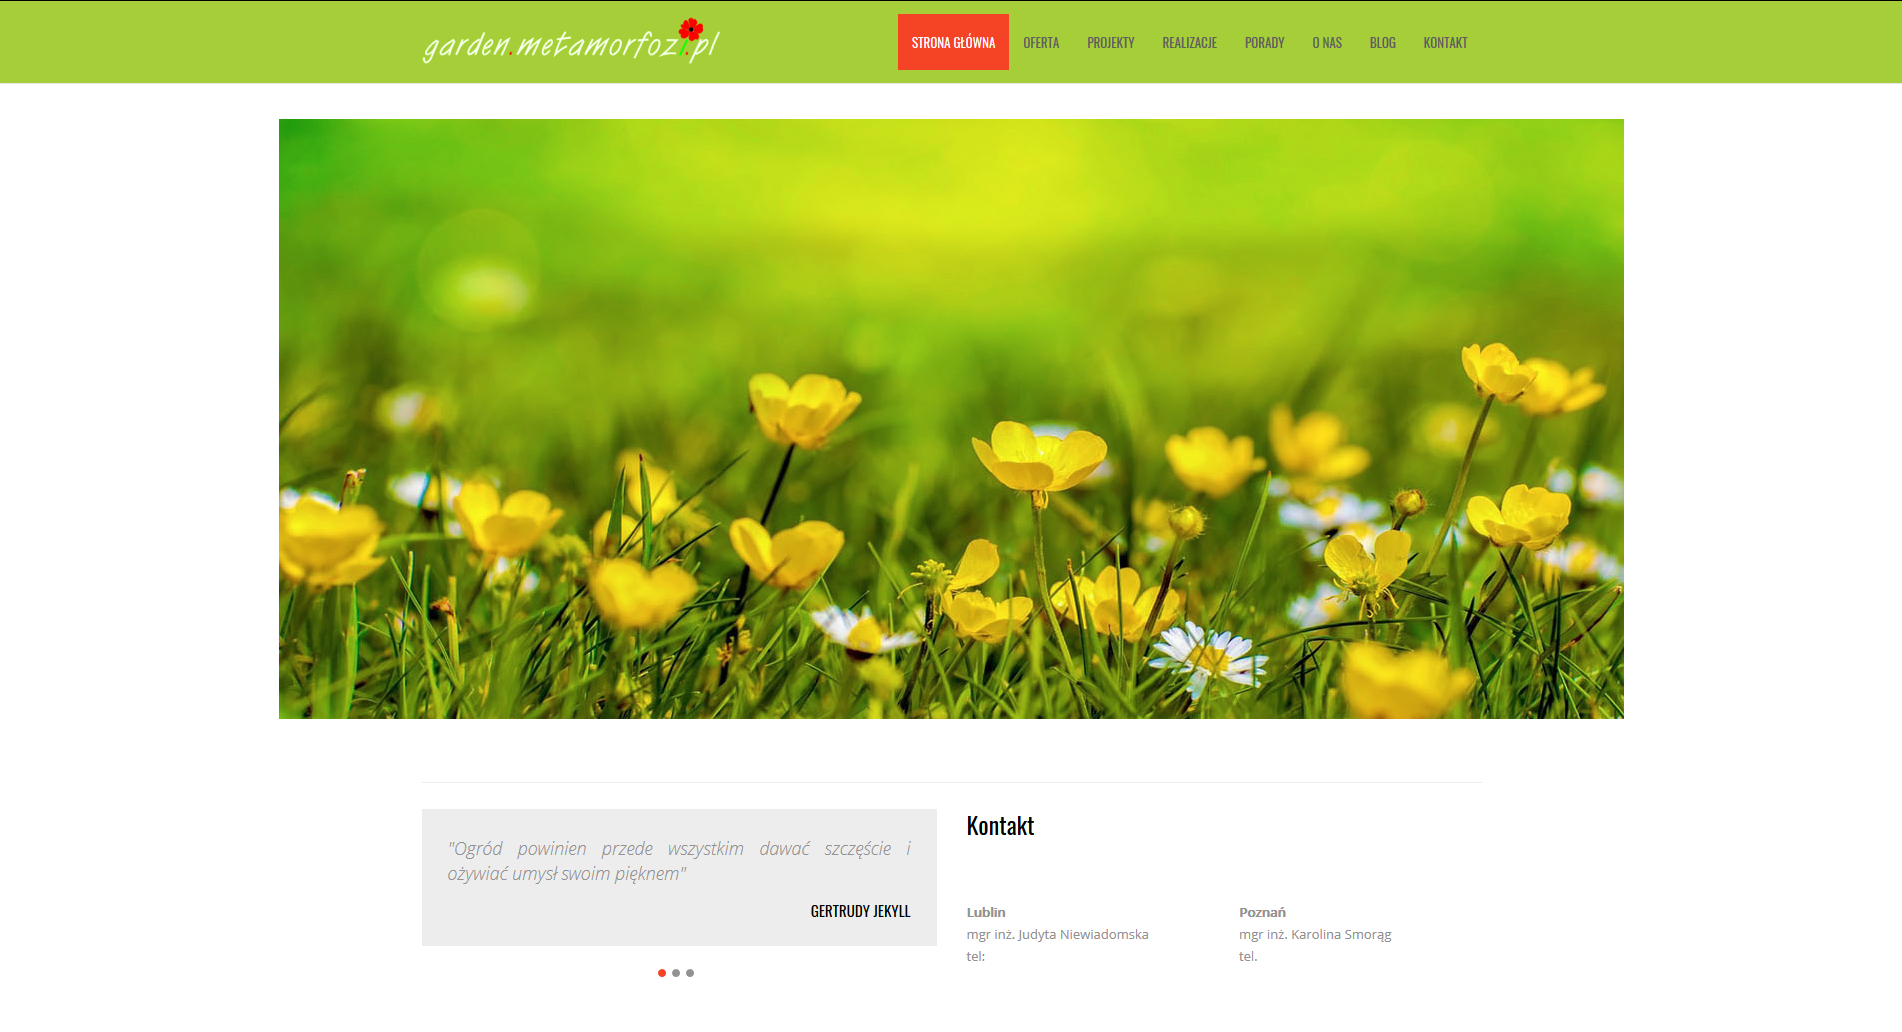 garden.metamorfozi.pl
STRONA GŁÓWNA
OFERTA
PROJEKTY
REALIZACJE
PORADY
O NAS
BLOG
KONTAKT
"Ogród powinien przede wszystkim dawać szczęście i
ożywiać umysł swoim pięknem"
GERTRUDY JEKYLL
Kontakt
Lublin
mgr inż. Judyta Niewiadomska
tel:
Poznań
mgr inż. Karolina Smorąg
tel.